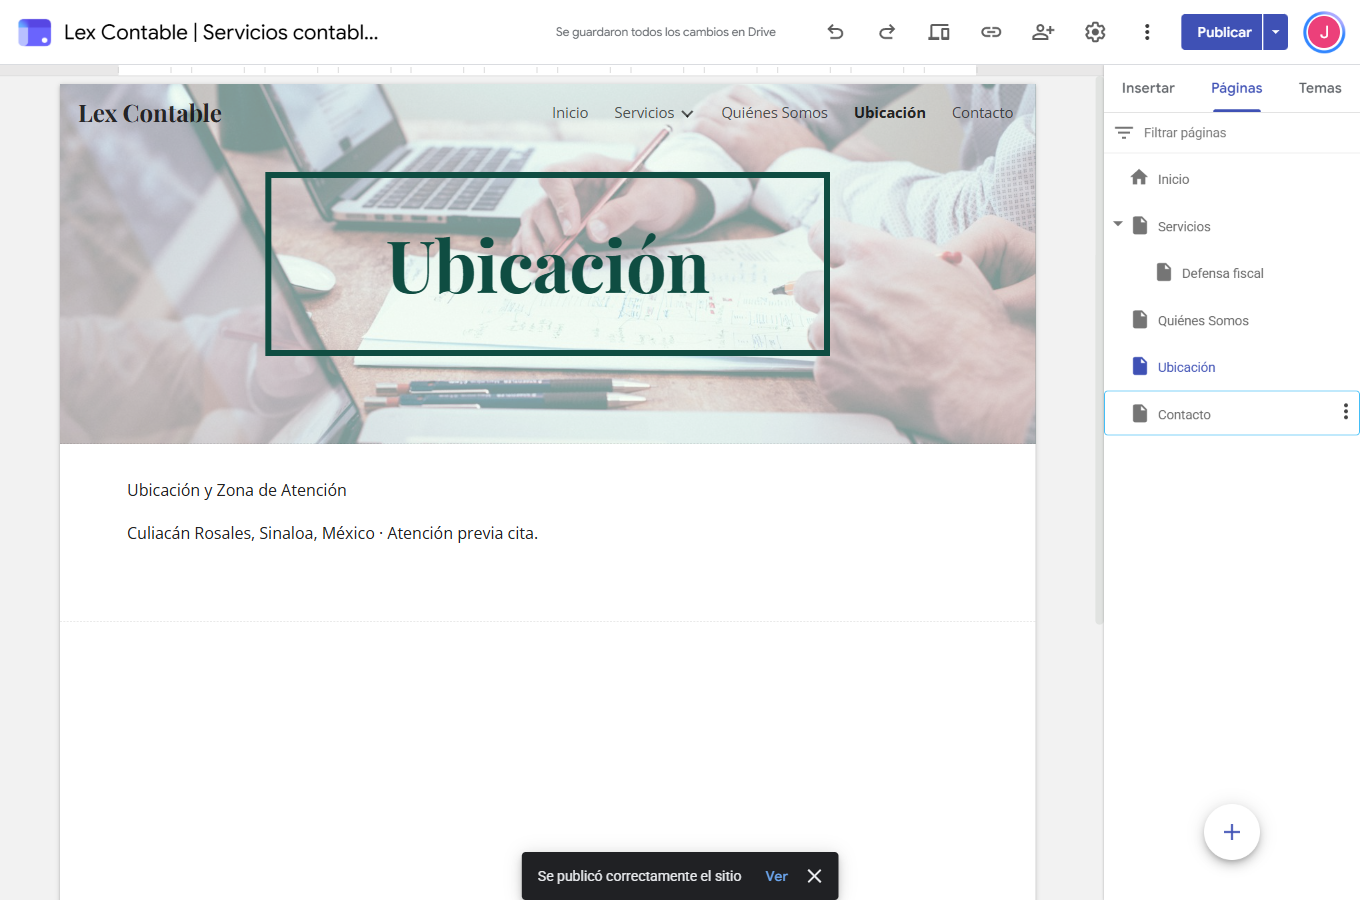 Lex Contable | Servicios contabl...
Se guardaron todos los cambios en Drive
Publicar
J
Insertar
Páginas
Temas
Filtrar páginas
Inicio
Servicios
Defensa fiscal
Quiénes Somos
Ubicación
Contacto
Lex Contable
Inicio
Servicios
Quiénes Somos
Ubicación
Contacto
Ubicación
Ubicación y Zona de Atención
Culiacán Rosales, Sinaloa, México · Atención previa cita.
Se publicó correctamente el sitio
Ver